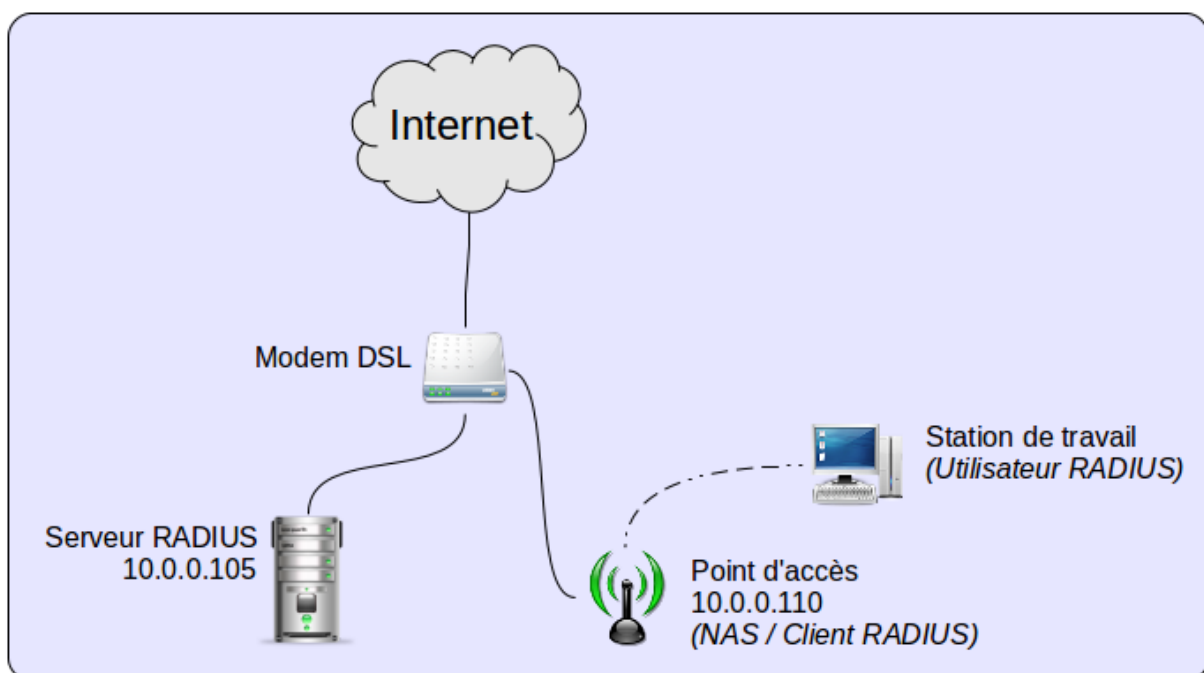 Internet
Modem DSL
Station de travail
(Utilisateur RADIUS)
Serveur RADIUS
10.0.0.105
Point d'accès
10.0.0.110
(NAS / Client RADIUS)